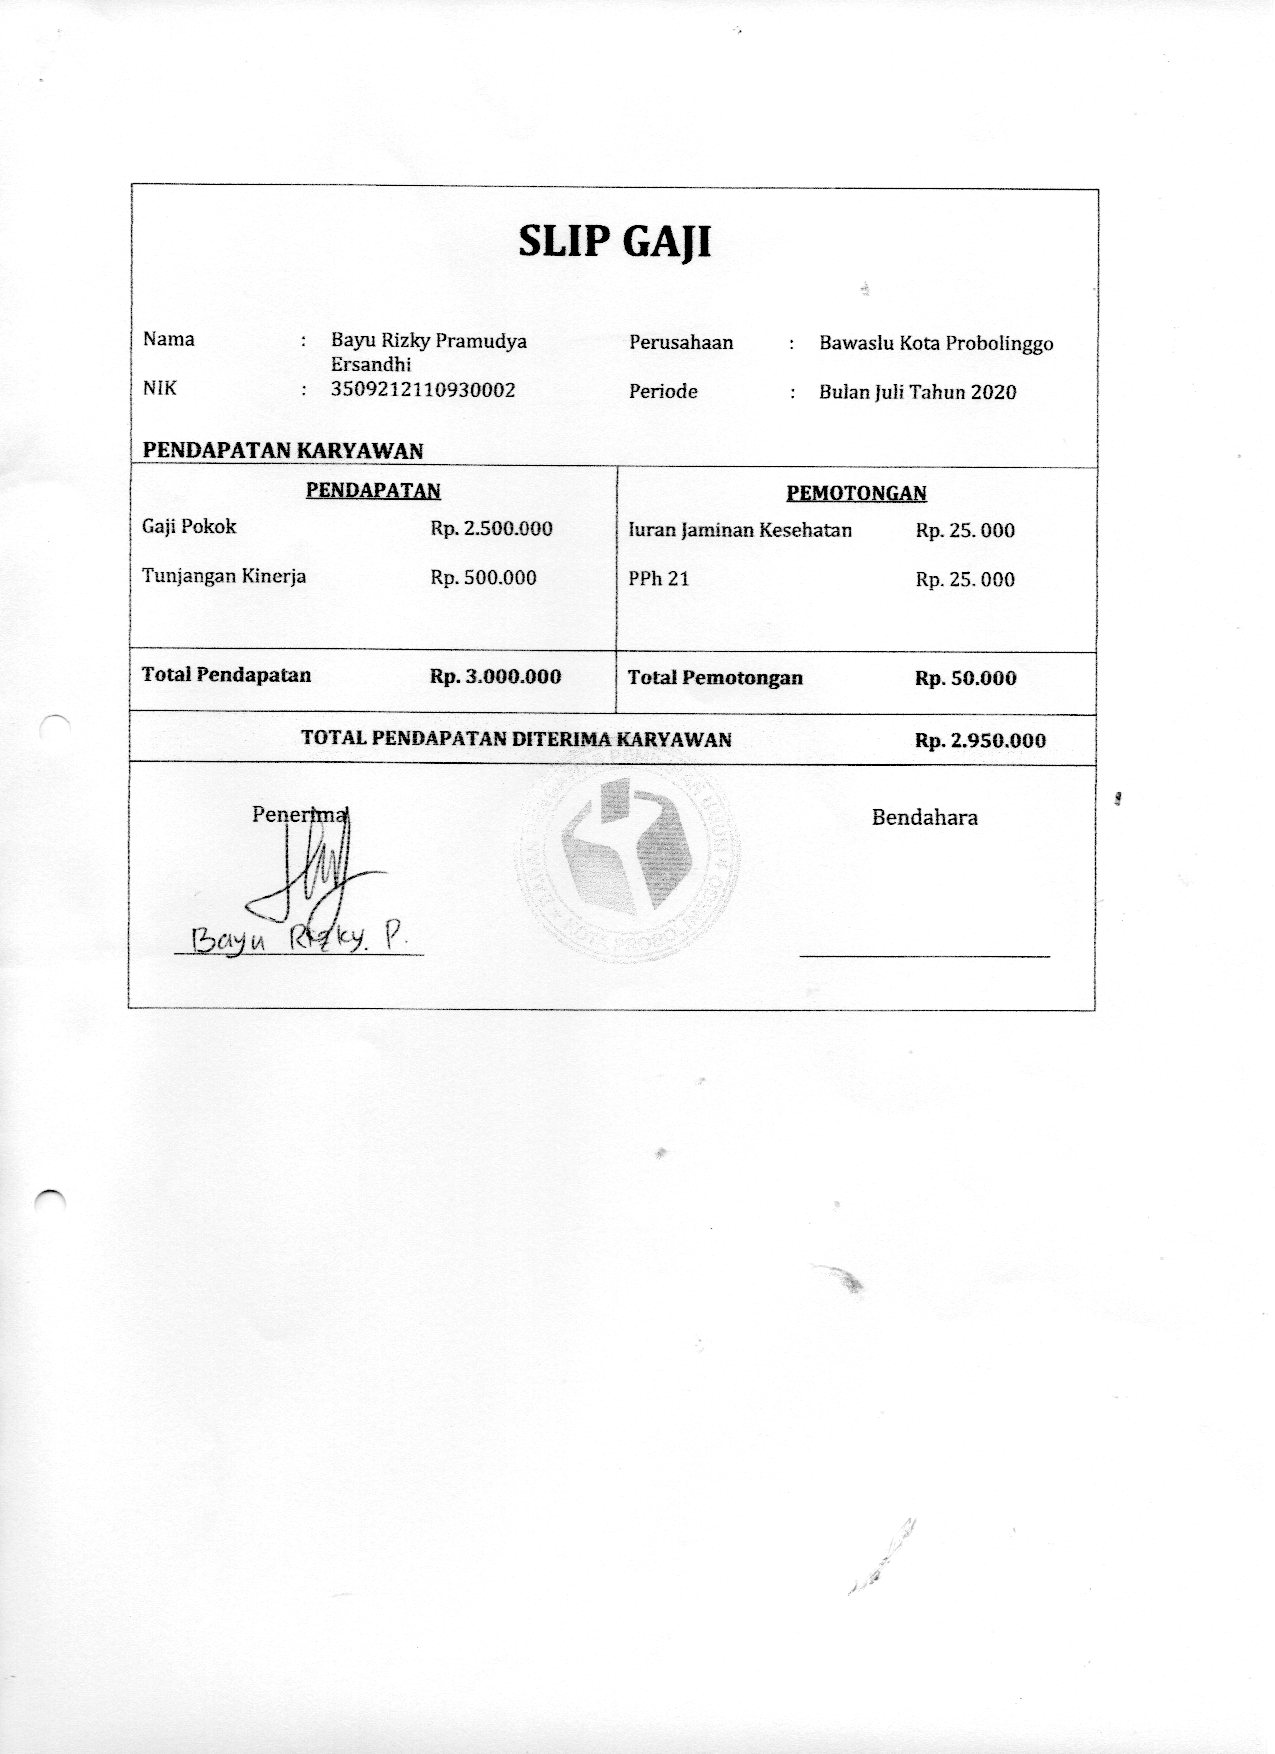 SLIP GAJI
Nama : Bayu Rizky Pramudya Perusahaan : Bawaslu Kota Probolinggo
Ersandhi
NIK : 3509212110930002 Periode : Bulan Juli Tahun 2020
PENDAPATAN KARYAWAN
PENDAPATAN PEMOTONGAN
Gaji Pokok Rp. 2.500.000 Iuran Jaminan Kesehatan Rp. 25. 000
Tunjangan Kinerja Rp. 500.000 PPh 21 Rp. 25. 000
Total Pendapatan Rp. 3.000.000 Total Pemotongan Rp. 50.000
TOTAL PENDAPATAN DITERIMA KARYAWAN Rp. 2.950.000
Penerima Bendahara
Bayu Rizky. P.